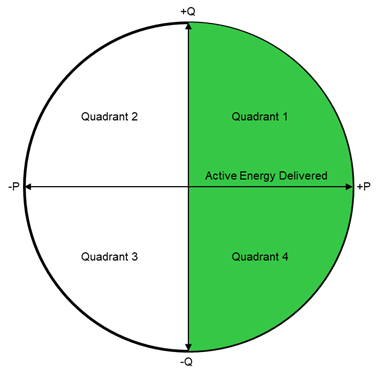 +Q
Quadrant 2
Quadrant 1
Active Energy Delivered
-P
+P
Quadrant 3
Quadrant 4
-Q